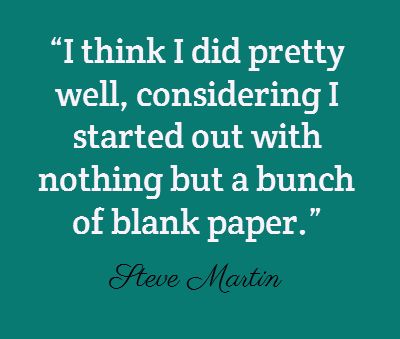 “I think I did pretty
well, considering I
started out with
nothing but a bunch
of blank paper.”
Steve Martin